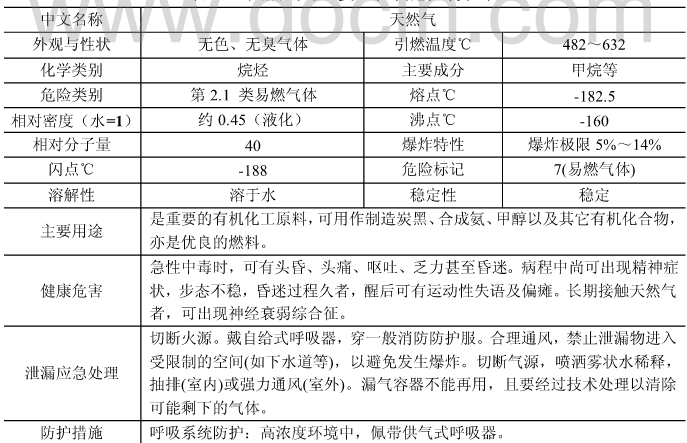 www.docin.com
中文名称 天然气
外观与性状 无色、无臭气体 引燃温度℃ 482～632
化学类别 烷烃 主要成分 甲烷等
危险类别 第 2.1 类易燃气体 熔点℃ -182.5
相对密度（水=1） 约 0.45（液化） 沸点℃ -160
相对分子量 40 爆炸特性 爆炸极限 5%～14%
闪点℃ -188 危险标记 7(易燃气体)
溶解性 溶于水 稳定性 稳定
主要用途
是重要的有机化工原料，可用作制造炭黑、合成氨、甲醇以及其它有机化合物，
亦是优良的燃料。
健康危害
急性中毒时，可有头昏、头痛、呕吐、乏力甚至昏迷。病程中尚可出现精神症
状，步态不稳，昏迷过程久者，醒后可有运动性失语及偏瘫。长期接触天然气
者，可出现神经衰弱综合征。
泄漏应急处理
切断火源。戴自给式呼吸器，穿一般消防防护服。合理通风，禁止泄漏物进入
受限制的空间(如下水道等)，以避免发生爆炸。切断气源，喷洒雾状水稀释，
抽排(室内)或强力通风(室外)。漏气容器不能再用，且要经过技术处理以清除
可能剩下的气体。
防护措施 呼吸系统防护：高浓度环境中，佩带供气式呼吸器。